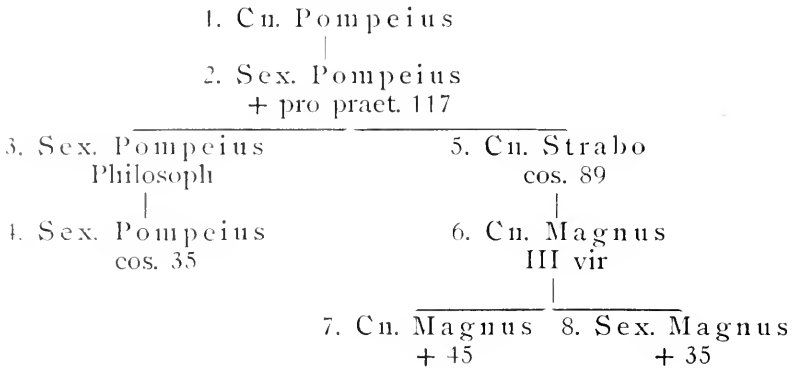 1. Cn. Pompeius
2. Sex. Pompeius
+ pro praet. 117
3. Sex. Pompeius 5. Cn. Strabo
Philosoph cos. 89
4. Sex. Pompeius 6. Cn. Magnus
cos. 35 III vir
7. Cn. Magnus 8. Sex. Magnus
+ 45 + 35